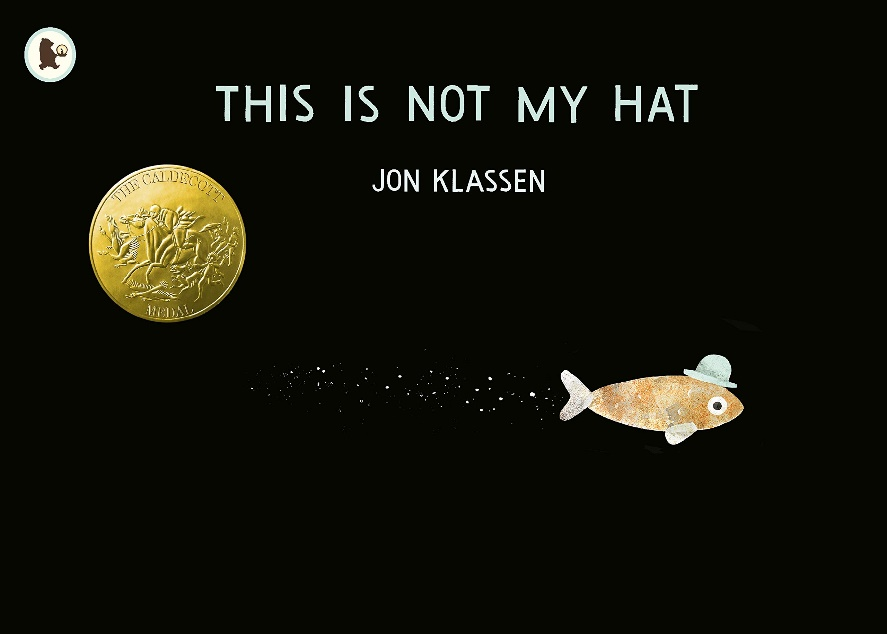 THIS IS NOT MY HAT
JON KLASSEN
THE CALDECOTT
MEDAL